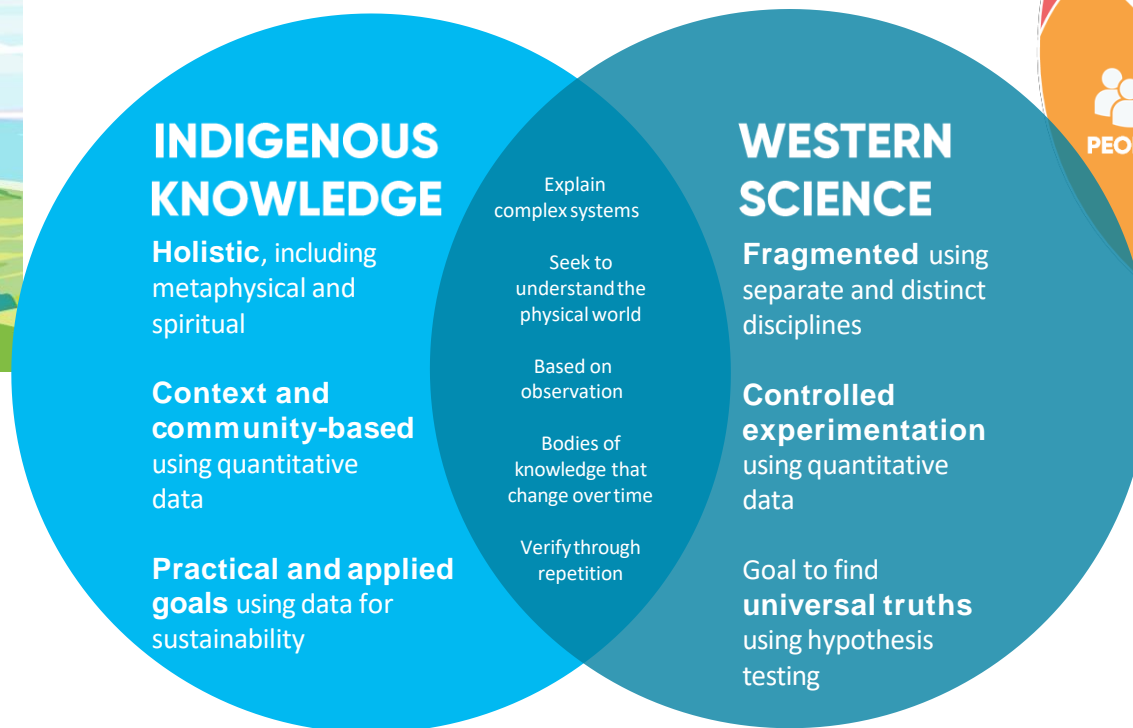 INDIGENOUS
KNOWLEDGE
Holistic, including
metaphysical and
spiritual
Context and
community-based
using quantitative
data
Practical and applied
goals using data for
sustainability
Explain
complex systems
Seek to
understand the
physical world
Based on
observation
Bodies of
knowledge that
change over time
Verify through
repetition
WESTERN
SCIENCE
Fragmented using
separate and distinct
disciplines
Controlled
experimentation
using quantitative
data
Goal to find
universal truths
using hypothesis
testing
PEO